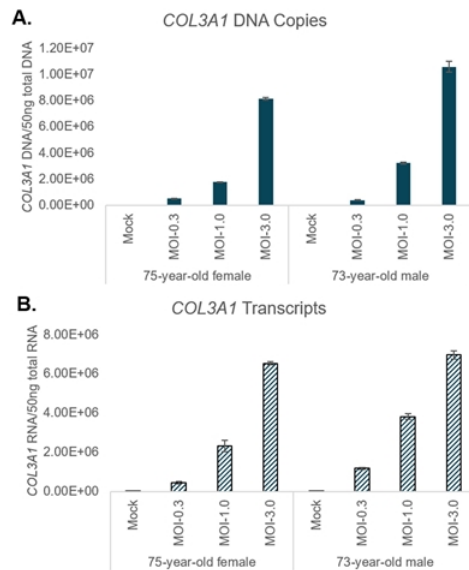 A.
COL3A1 DNA Copies
COL3A1 DNA/50ng total DNA
1.20E+07
1.00E+07
8.00E+06
6.00E+06
4.00E+06
2.00E+06
0.00E+00
Mock
MOI-0.3
MOI-1.0
MOI-3.0
Mock
MOI-0.3
MOI-1.0
MOI-3.0
75-year-old female
73-year-old male
B.
COL3A1 Transcripts
COL3A1 RNA/50ng total RNA
8.00E+06
6.00E+06
4.00E+06
2.00E+06
0.00E+00
Mock
MOI-0.3
MOI-1.0
MOI-3.0
Mock
MOI-0.3
MOI-1.0
MOI-3.0
75-year-old female
73-year-old male